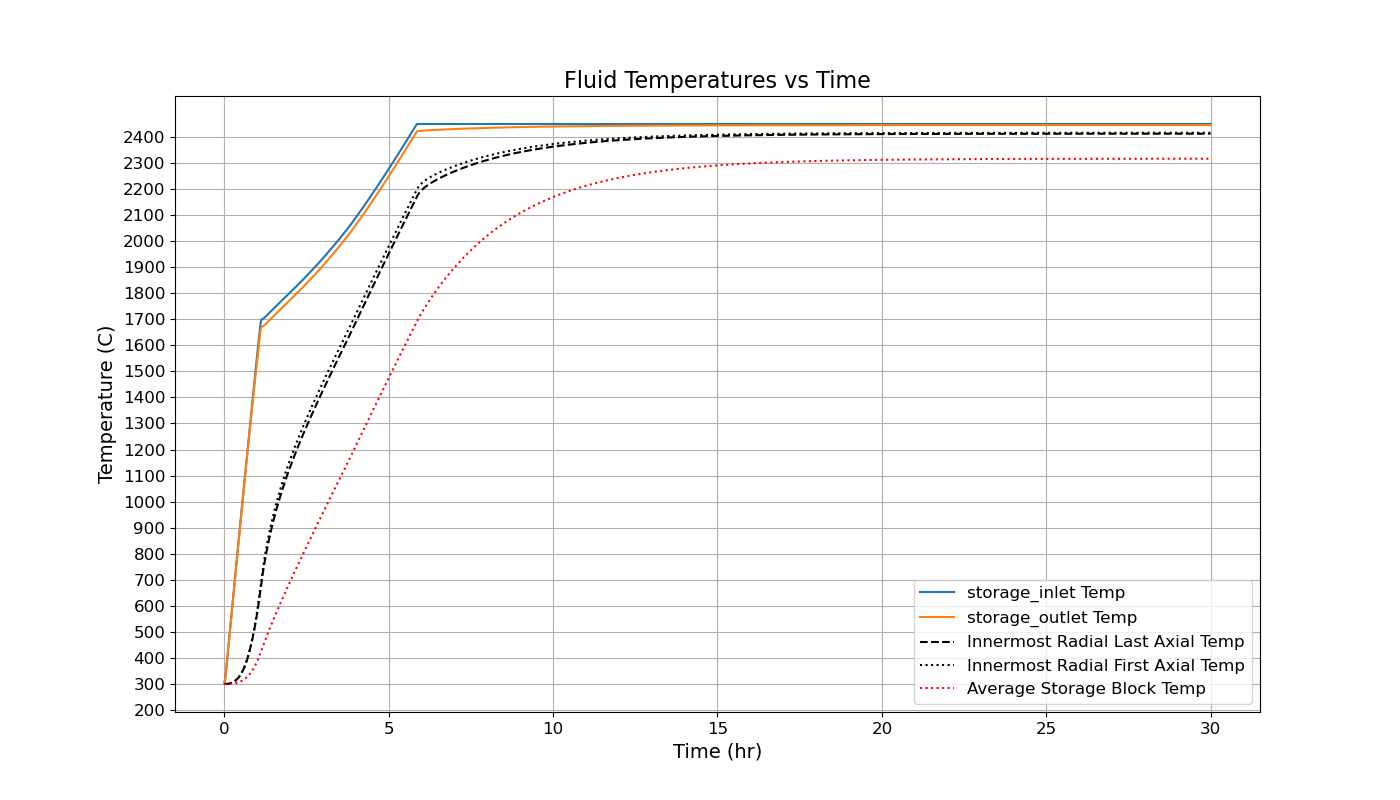 Fluid Temperatures vs Time
Temperature (C)
2400
2300
2200
2100
2000
1900
1800
1700
1600
1500
1400
1300
1200
1100
1000
900
800
700
600
500
400
300
200
storage_inlet Temp
storage_outlet Temp
Innermost Radial Last Axial Temp
Innermost Radial First Axial Temp
Average Storage Block Temp
0 5 10 15 20 25 30
Time (hr)